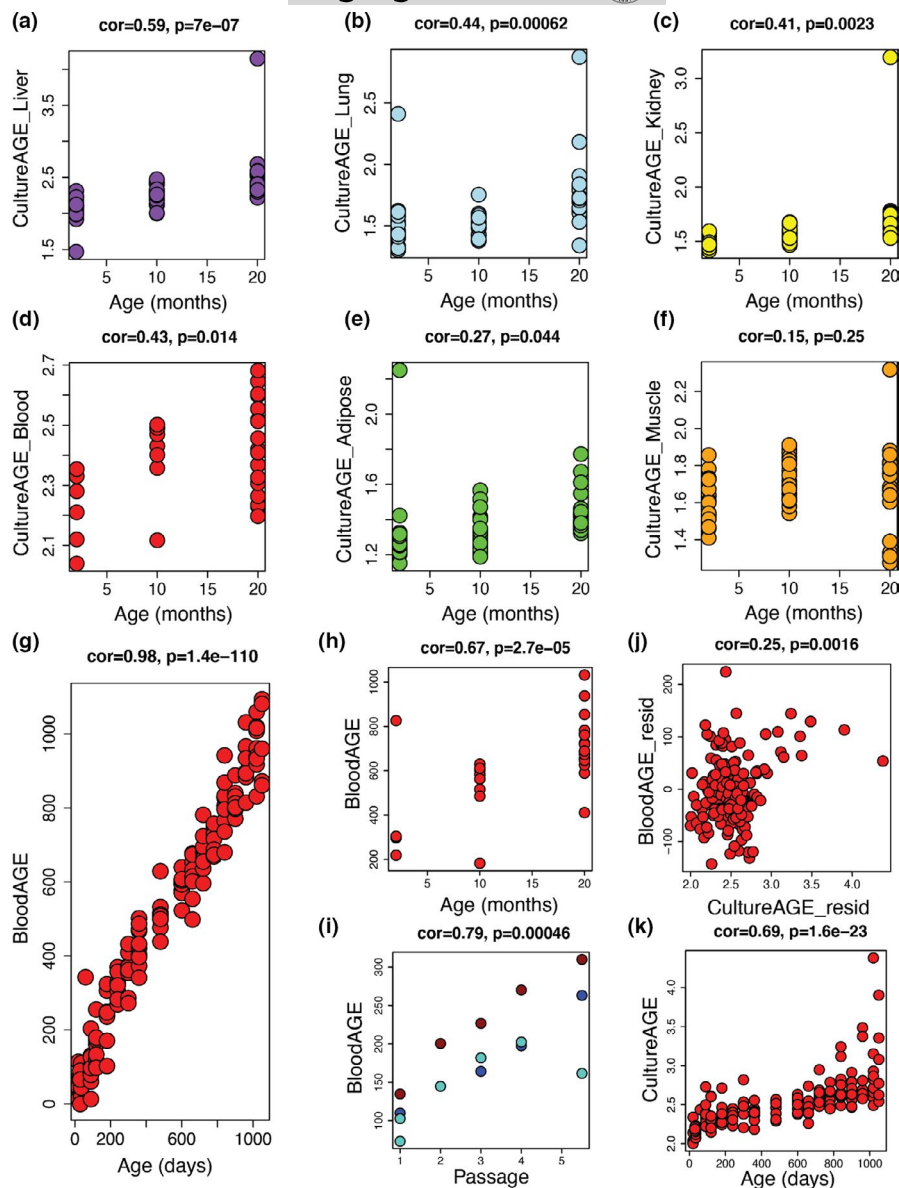 (a)
cor=0.59, p=7e−07
CultureAGE_Liver
1.5 2.5 3.5
5 10 15 20
Age (months)
(b)
cor=0.44, p=0.00062
CultureAGE_Lung
1.5 2.0 2.5
5 10 15 20
Age (months)
(c)
cor=0.41, p=0.0023
CultureAGE_Kidney
1.5 2.0 2.5 3.0
5 10 15 20
Age (months)
(d)
cor=0.43, p=0.014
CultureAGE_Blood
2.1 2.3 2.5 2.7
5 10 15 20
Age (months)
(e)
cor=0.27, p=0.044
CultureAGE_Adipose
1.2 1.6 2.0
5 10 15 20
Age (months)
(f)
cor=0.15, p=0.25
CultureAGE_Muscle
1.4 1.6 1.8 2.0 2.2
5 10 15 20
Age (months)
(g)
cor=0.98, p=1.4e−110
BloodAGE
0 200 400 600 800 1000
0 200 600 1000
Age (days)
(h)
cor=0.67, p=2.7e−05
BloodAGE
200 400 600 800 1000
5 10 15 20
Age (months)
(j)
cor=0.25, p=0.0016
BloodAGE_resid
−100 0 100 200
2.0 2.5 3.0 3.5 4.0
CultureAGE_resid
(i)
cor=0.79, p=0.00046
BloodAGE
100 150 200 250 300
1 2 3 4 5
Passage
(k)
cor=0.69, p=1.6e−23
CultureAGE
2.0 2.5 3.0 3.5 4.0
0 200 400 600 800 1000
Age (days)